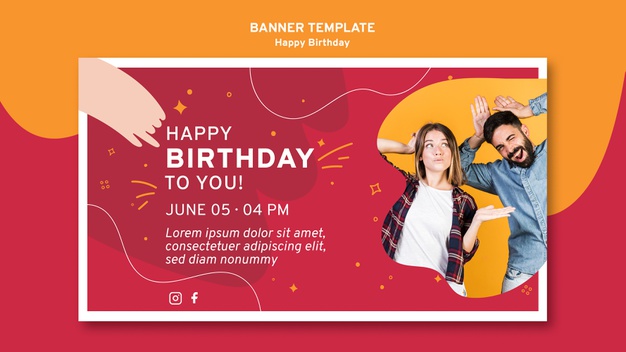 BANNER TEMPLATE
Happy Birthday
HAPPY
BIRTHDAY
TO YOU!
JUNE 05 · 04 PM
Lorem ipsum dolor sit amet,
consectetuer adipiscing elit,
sed diam nonummy